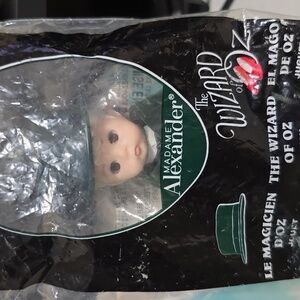 MADAME
Alexander®
The
WIZARD
of OZ
LE MAGICIEN
D'OZ
THE WIZARD
OF OZ
EL MAGO
DE OZ